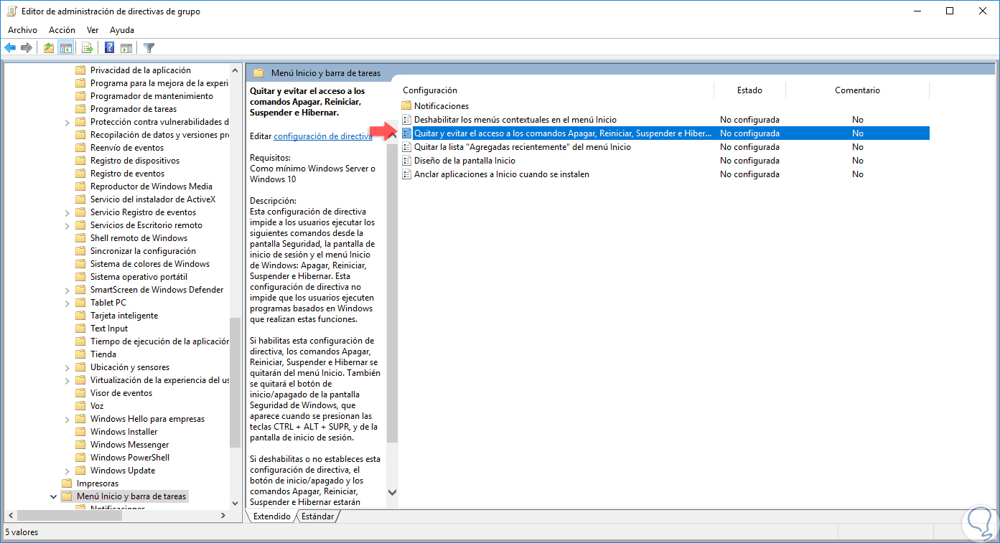 Editor de administración de directivas de grupo
Archivo Acción Ver Ayuda
Privacidad de la aplicación
Programa para la mejora de la experi
Programador de mantenimiento
Programador de tareas
Protección contra vulnerabilidades d
Recopilación de datos y versiones pr
Reenvío de eventos
Registro de dispositivos
Registro de eventos
Reproductor de Windows Media
Servicio del instalador de ActiveX
Servicio Registro de eventos
Servicios de Escritorio remoto
Shell remoto de Windows
Sincronizar la configuración
Sistema de colores de Windows
Sistema operativo portátil
SmartScreen de Windows Defender
Tablet PC
Tarjeta inteligente
Text Input
Tiempo de ejecución de la aplicación
Tienda
Ubicación y sensores
Virtualización de la experiencia del us
Visor de eventos
Voz
Windows Hello para empresas
Windows Installer
Windows Messenger
Windows PowerShell
Windows Update
Impresoras
Menú Inicio y barra de tareas
Notificaciones
Menú Inicio y barra de tareas
Quitar y evitar el acceso a los
comandos Apagar, Reiniciar,
Suspender e Hibernar.
Editar configuración de directiva
Requisitos:
Como mínimo Windows Server o
Windows 10
Descripción:
Esta configuración de directiva
impide a los usuarios ejecutar los
siguientes comandos desde la
pantalla Seguridad, la pantalla de
inicio de sesión y el menú Inicio
de Windows: Apagar, Reiniciar,
Suspender e Hibernar. Esta
configuración de directiva no
impide que los usuarios ejecuten
programas basados en Windows
que realizan estas funciones.
Si habilitas esta configuración de
directiva, los comandos Apagar,
Reiniciar, Suspender e Hibernar se
quitarán del menú Inicio. También
se quitará el botón de
inicio/apagado de la pantalla
Seguridad de Windows, que
aparece cuando se presionan las
teclas CTRL + ALT + SUPR, y de la
pantalla de inicio de sesión.
Si deshabilitas o no estableces esta
configuración de directiva, el
botón de inicio/apagado y los
comandos Apagar, Reiniciar,
Suspender e Hibernar estarán
Configuración Estado Comentario
Notificaciones
Deshabilitar los menús contextuales en el menú Inicio No configurada No
Quitar y evitar el acceso a los comandos Apagar, Reiniciar, Suspender e Hiber... No configurada No
Quitar la lista "Agregadas recientemente" del menú Inicio No configurada No
Diseño de la pantalla Inicio No configurada No
Anclar aplicaciones a Inicio cuando se instalen No configurada No
Extendido Estándar
5 valores